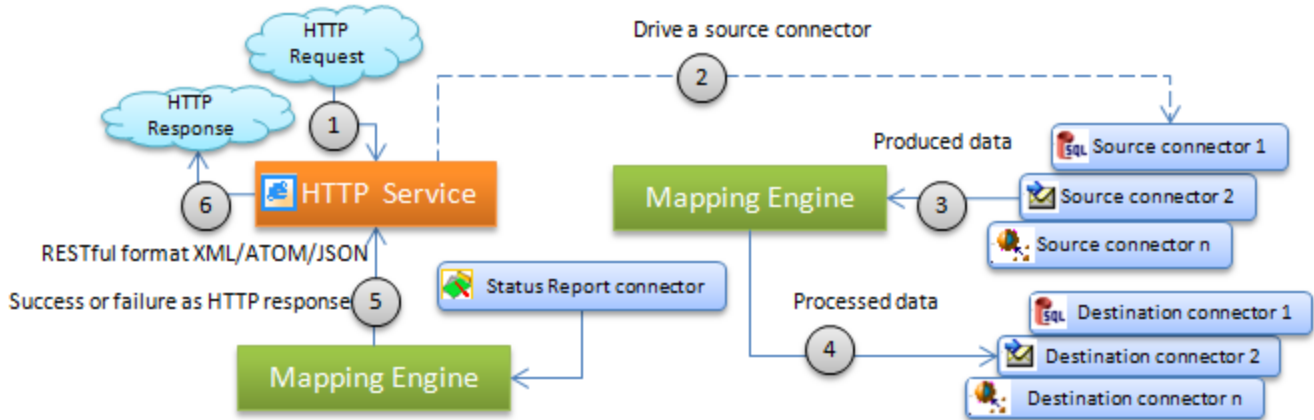 HTTP
Request
Drive a source connector
2
HTTP
Response
1
Produced data
SQL Source connector 1
HTTP Service
Mapping Engine
3
Source connector 2
6
Source connector n
RESTful format XML/ATOM/JSON
Status Report connector
Success or failure as HTTP response
5
Processed data
SQL Destination connector 1
4
Destination connector 2
Mapping Engine
Destination connector n